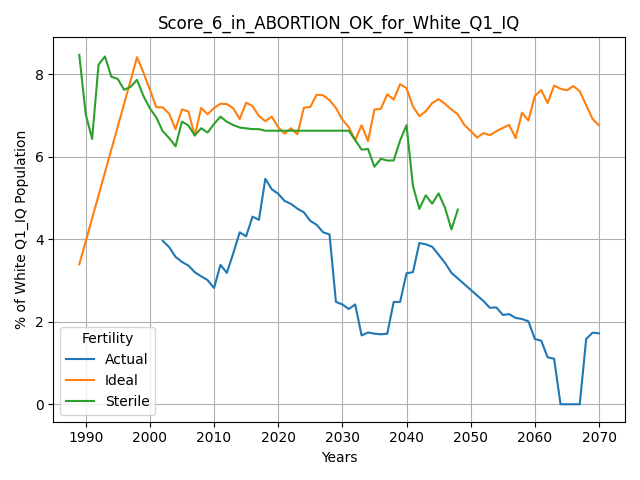 Score_6_in_ABORTION_OK_for_White_Q1_IQ
% of White Q1_IQ Population
8
6
4
2
0
Fertility
Actual
Ideal
Sterile
1990 2000 2010 2020 2030 2040 2050 2060 2070
Years